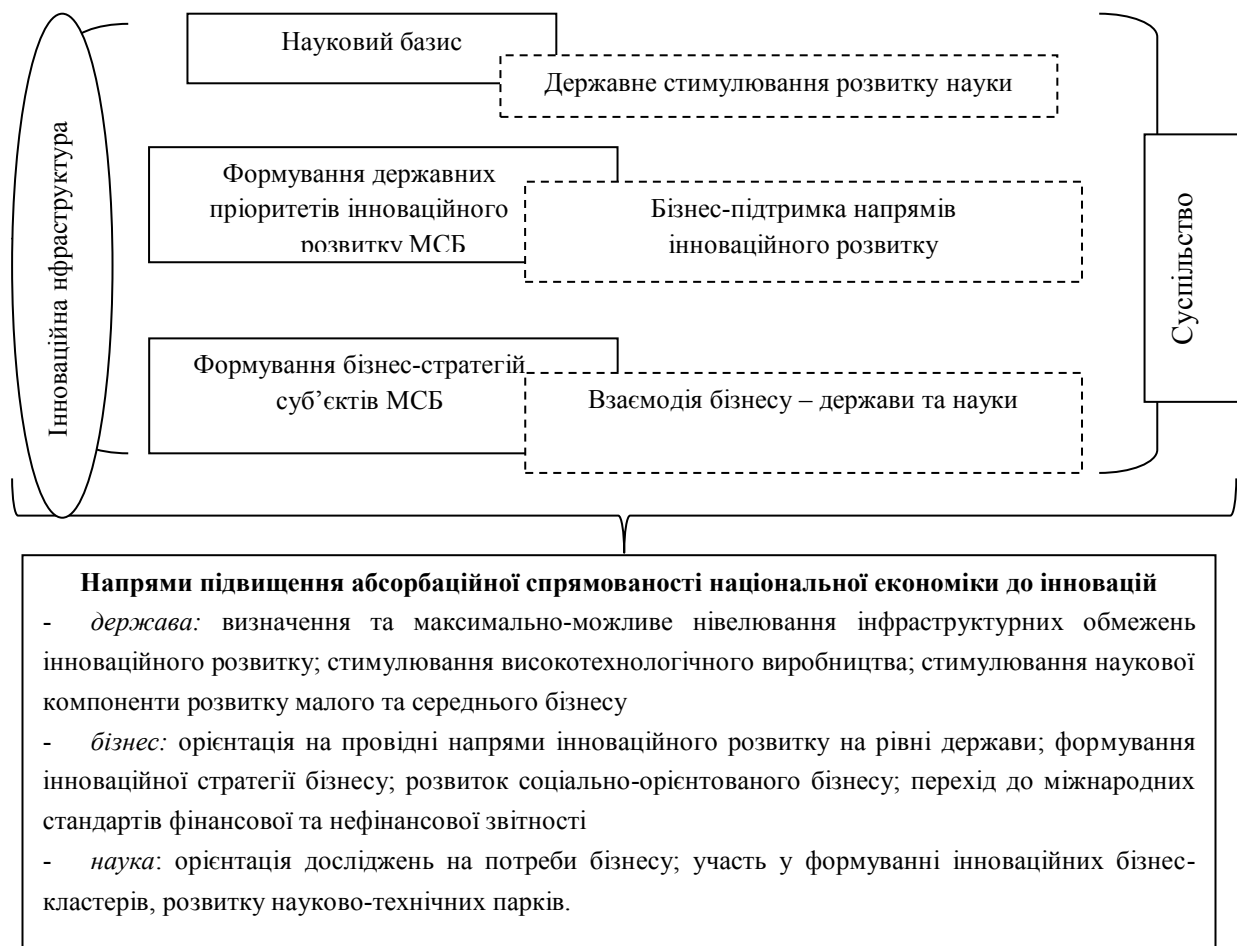 Інноваційна нфраструктура
Науковий базис
Державне стимулювання розвитку науки
Формування державних
пріоритетів інноваційного
розвитку МСБ
Бізнес-підтримка напрямів
інноваційного розвитку
Формування бізнес-стратегій
суб’єктів МСБ
Взаємодія бізнесу – держави та науки
Суспільство
Напрями підвищення абсорбаційної спрямованості національної економіки до інновацій
- держава: визначення та максимально-можливе нівелювання інфраструктурних обмежень
інноваційного розвитку; стимулювання високотехнологічного виробництва; стимулювання наукової
компоненти розвитку малого та середнього бізнесу
- бізнес: орієнтація на провідні напрями інноваційного розвитку на рівні держави; формування
інноваційної стратегії бізнесу; розвиток соціально-орієнтованого бізнесу; перехід до міжнародних
стандартів фінансової та нефінансової звітності
- наука: орієнтація досліджень на потреби бізнесу; участь у формуванні інноваційних бізнес-
кластерів, розвитку науково-технічних парків.